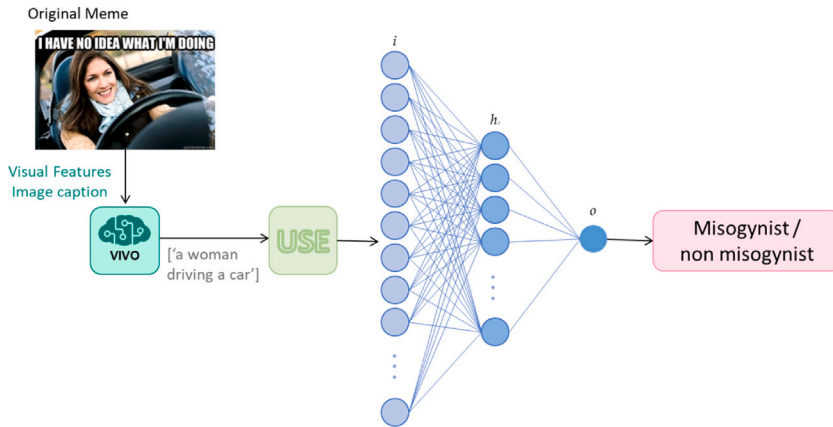 Original Meme
I HAVE NO IDEA WHAT I'M DOING
Visual Features
Image caption
VIVO
['a woman
driving a car']
USE
i
h
o
Misogynist /
non misogynist